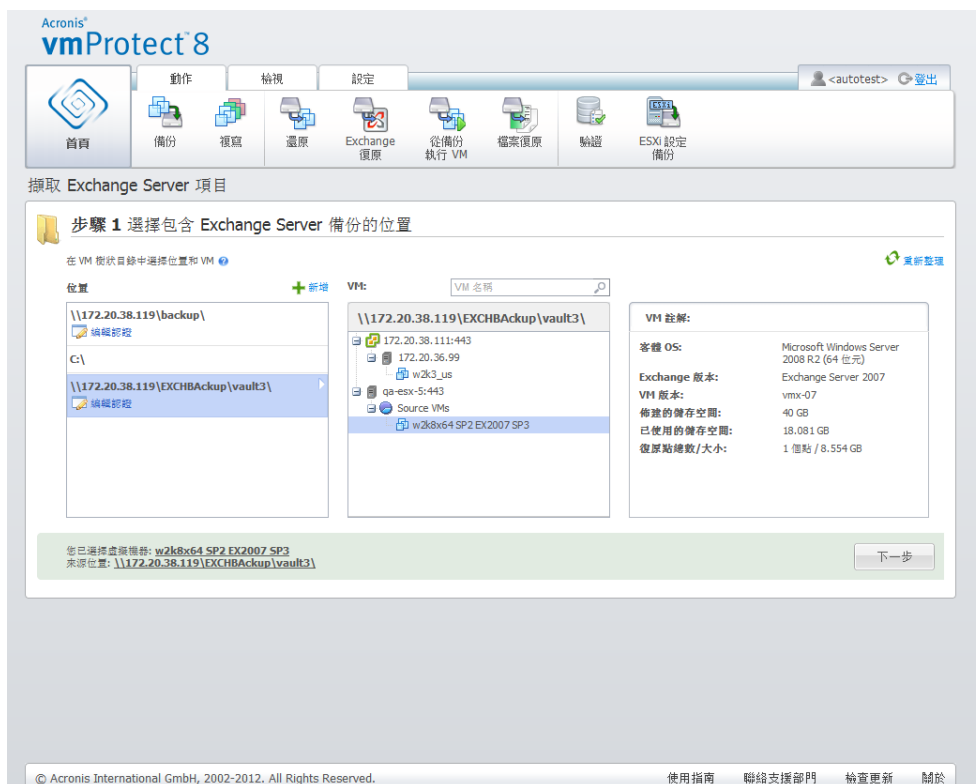 Acronis®
vmProtect™8
動作 檢視 設定 <autotest> 登出
首頁
備份
複寫
還原
Exchange
復原
從備份
執行 VM
檔案復原
驗證
ESXi 設定
備份
擷取 Exchange Server 項目
步驟 1 選擇包含 Exchange Server 備份的位置
在 VM 樹狀目錄中選擇位置和 VM
重新整理
位置 新增
\\172.20.38.119\backup\
編輯認證
C:\
\\172.20.38.119\EXCHBAckup\vault3\
編輯認證
VM: VM 名稱
\\172.20.38.119\EXCHBAckup\vault3\
172.20.38.111:443
172.20.36.99
w2k3_us
qa-esx-5:443
Source VMs
w2k8x64 SP2 EX2007 SP3
VM 註解:
客體 OS: Microsoft Windows Server
2008 R2 (64 位元)
Exchange 版本: Exchange Server 2007
VM 版本: vmx-07
佈建的儲存空間: 40 GB
已使用的儲存空間: 18.081 GB
復原點總數/大小: 1 個點 / 8.554 GB
您已選擇虛擬機器: w2k8x64 SP2 EX2007 SP3
來源位置: \\172.20.38.119\EXCHBAckup\vault3\
下一步
© Acronis International GmbH, 2002-2012. All Rights Reserved.
使用指南 聯絡支援部門 檢查更新 關於